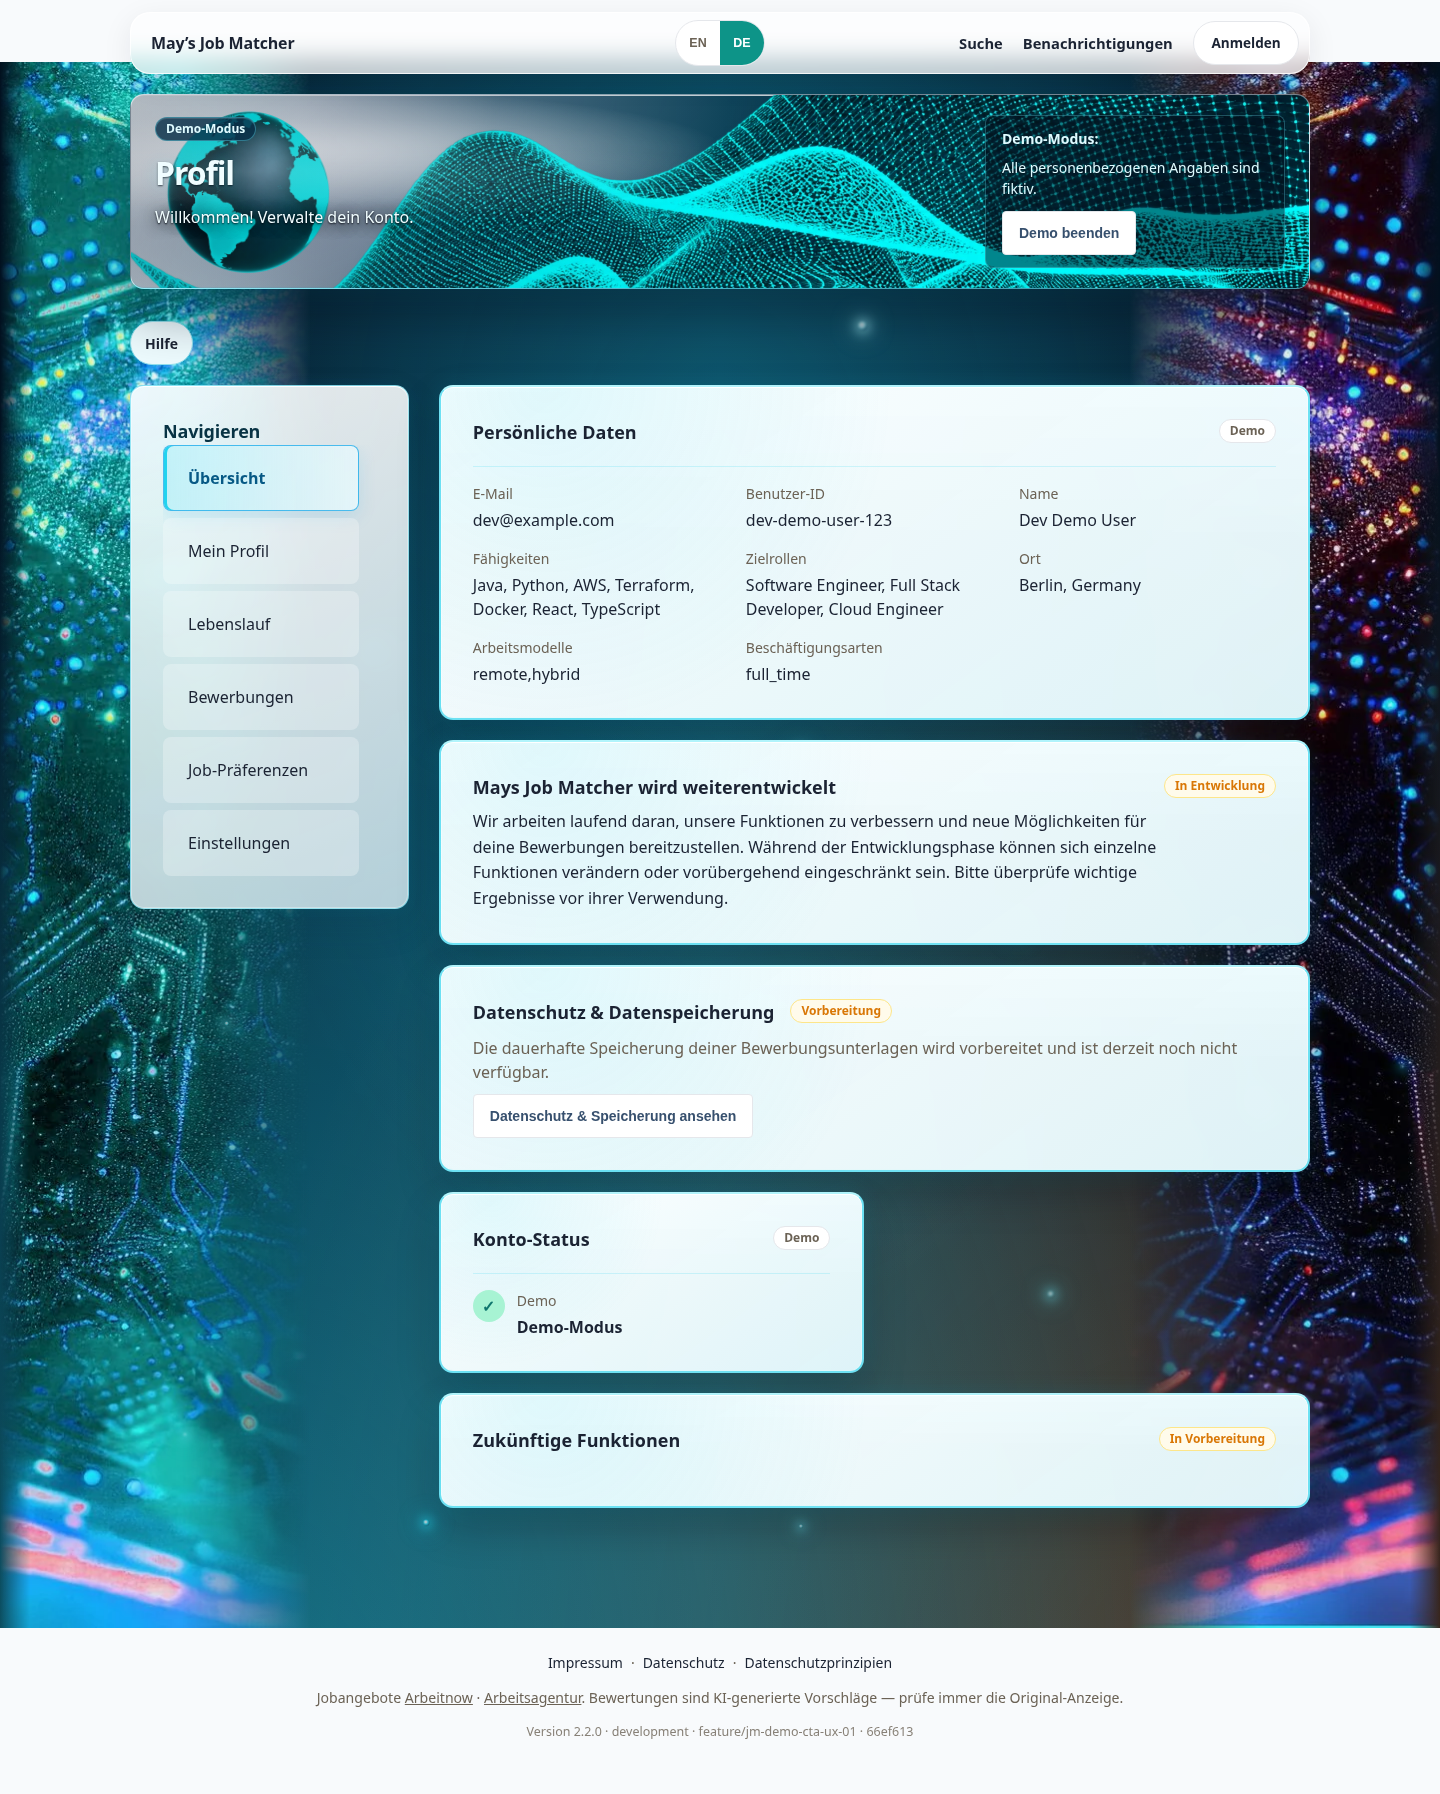 May’s Job Matcher
EN DE
Suche Benachrichtigungen Anmelden
Demo-Modus
Profil
Willkommen! Verwalte dein Konto.
Demo-Modus:
Alle personenbezogenen Angaben sind
fiktiv.
Demo beenden
Hilfe
Navigieren
Übersicht
Mein Profil
Lebenslauf
Bewerbungen
Job-Präferenzen
Einstellungen
Persönliche Daten Demo
E-Mail Benutzer-ID Name
dev@example.com dev-demo-user-123 Dev Demo User
Fähigkeiten Zielrollen Ort
Java, Python, AWS, Terraform, Software Engineer, Full Stack Berlin, Germany
Docker, React, TypeScript Developer, Cloud Engineer
Arbeitsmodelle Beschäftigungsarten
remote,hybrid full_time
Mays Job Matcher wird weiterentwickelt In Entwicklung
Wir arbeiten laufend daran, unsere Funktionen zu verbessern und neue Möglichkeiten für
deine Bewerbungen bereitzustellen. Während der Entwicklungsphase können sich einzelne
Funktionen verändern oder vorübergehend eingeschränkt sein. Bitte überprüfe wichtige
Ergebnisse vor ihrer Verwendung.
Datenschutz & Datenspeicherung Vorbereitung
Die dauerhafte Speicherung deiner Bewerbungsunterlagen wird vorbereitet und ist derzeit noch nicht
verfügbar.
Datenschutz & Speicherung ansehen
Konto-Status Demo
✓ Demo
Demo-Modus
Zukünftige Funktionen In Vorbereitung
Impressum · Datenschutz · Datenschutzprinzipien
Jobangebote Arbeitnow · Arbeitsagentur. Bewertungen sind KI-generierte Vorschläge — prüfe immer die Original-Anzeige.
Version 2.2.0 · development · feature/jm-demo-cta-ux-01 · 66ef613